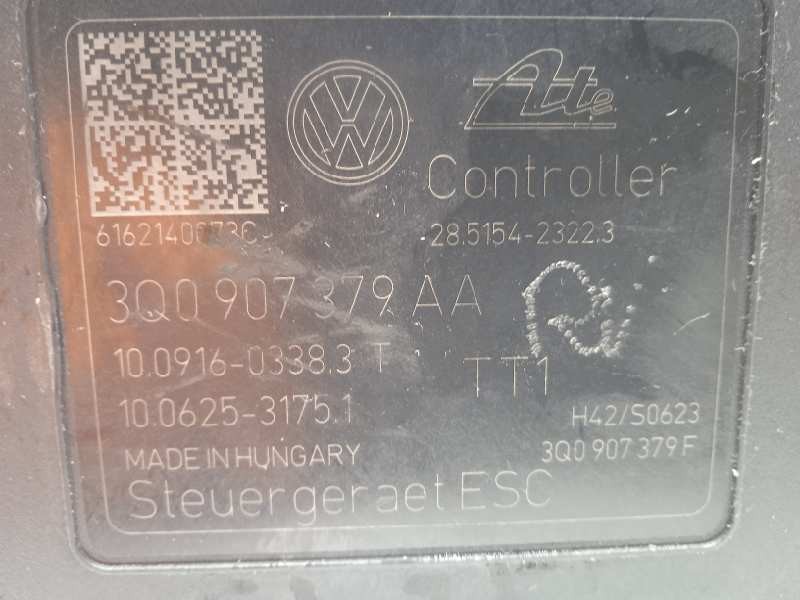 VW
Ate
Controller
28.5154-2322.3
3Q0 907 379 AA
10.0916-0338.3 T
TT1
10.0625-3175.1
H42/S0623
MADE IN HUNGARY
3Q0 907 379 F
Steuergeraet ESC